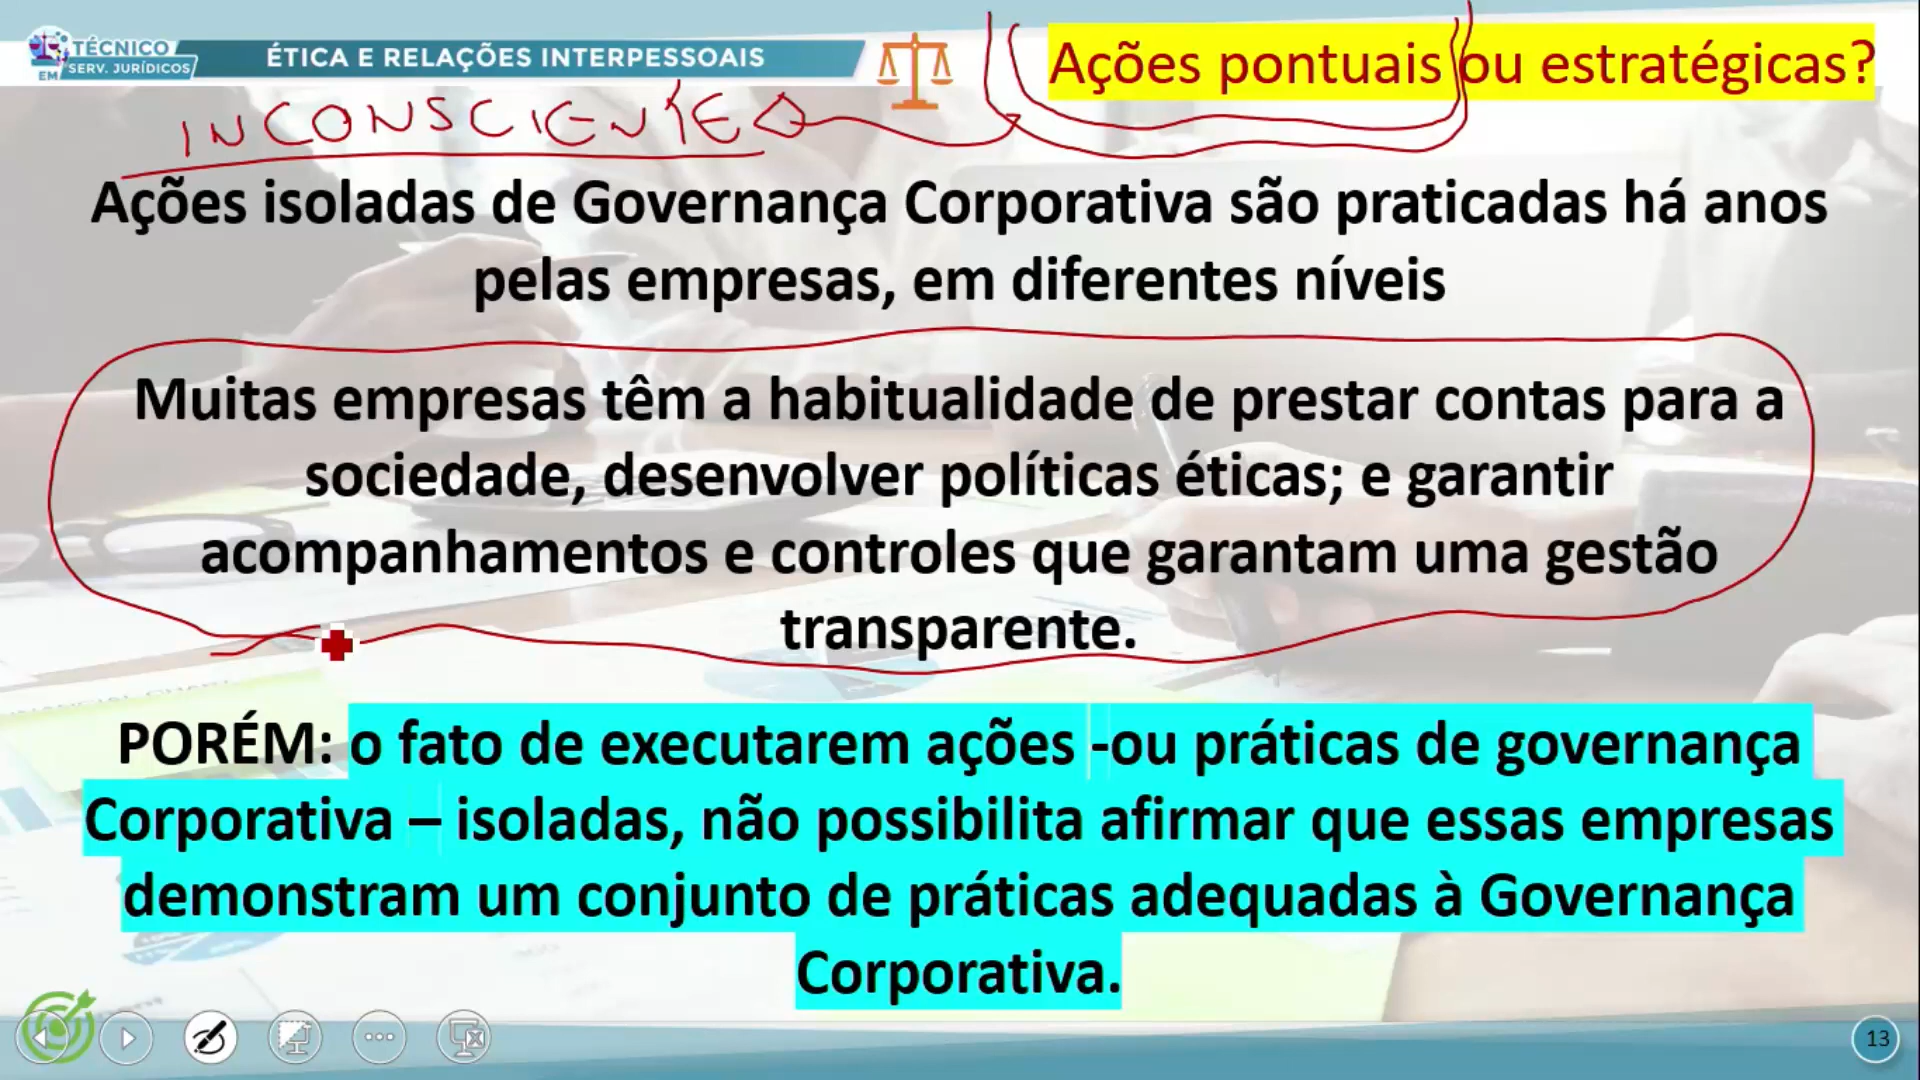 TÉCNICO
EM SERV. JURÍDICOS
ÉTICA E RELAÇÕES INTERPESSOAIS
Ações pontuais ou estratégicas?
INCONSCIENTE
Ações isoladas de Governança Corporativa são praticadas há anos
pelas empresas, em diferentes níveis
Muitas empresas têm a habitualidade de prestar contas para a
sociedade, desenvolver políticas éticas; e garantir
acompanhamentos e controles que garantam uma gestão
transparente.
PORÉM: o fato de executarem ações -ou práticas de governança
Corporativa – isoladas, não possibilita afirmar que essas empresas
demonstram um conjunto de práticas adequadas à Governança
Corporativa.
13